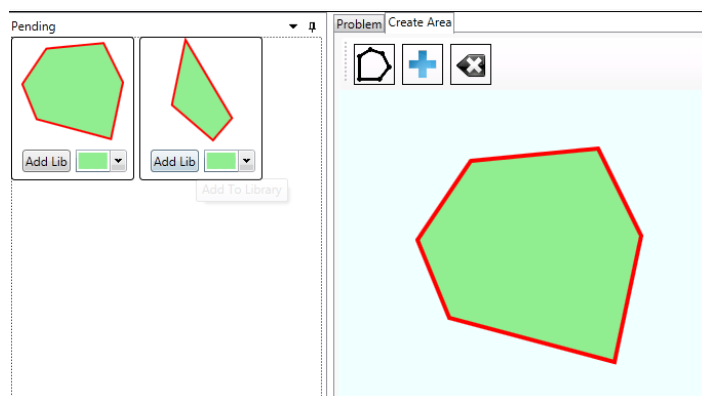 Pending
Problem Create Area
Add Lib
Add Lib
Add To Library